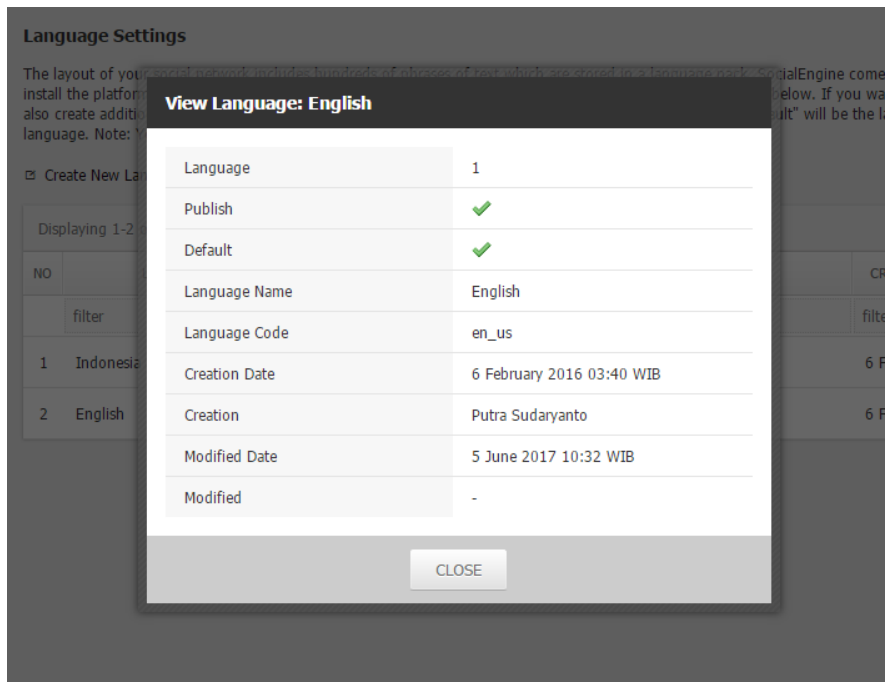 Language Settings
The layout of your social network includes hundreds of phrases of text which are stored in a language pack. SocialEngine come
install the platfor below. If you wa
also create additio ult" will be the la
language. Note:
Create New La
Displaying 1-2
NO CR
filter filte
1 Indonesia 6 F
2 English 6 F
View Language: English
Language 1
Publish
Default
Language Name English
Language Code en_us
Creation Date 6 February 2016 03:40 WIB
Creation Putra Sudaryanto
Modified Date 5 June 2017 10:32 WIB
Modified -
CLOSE